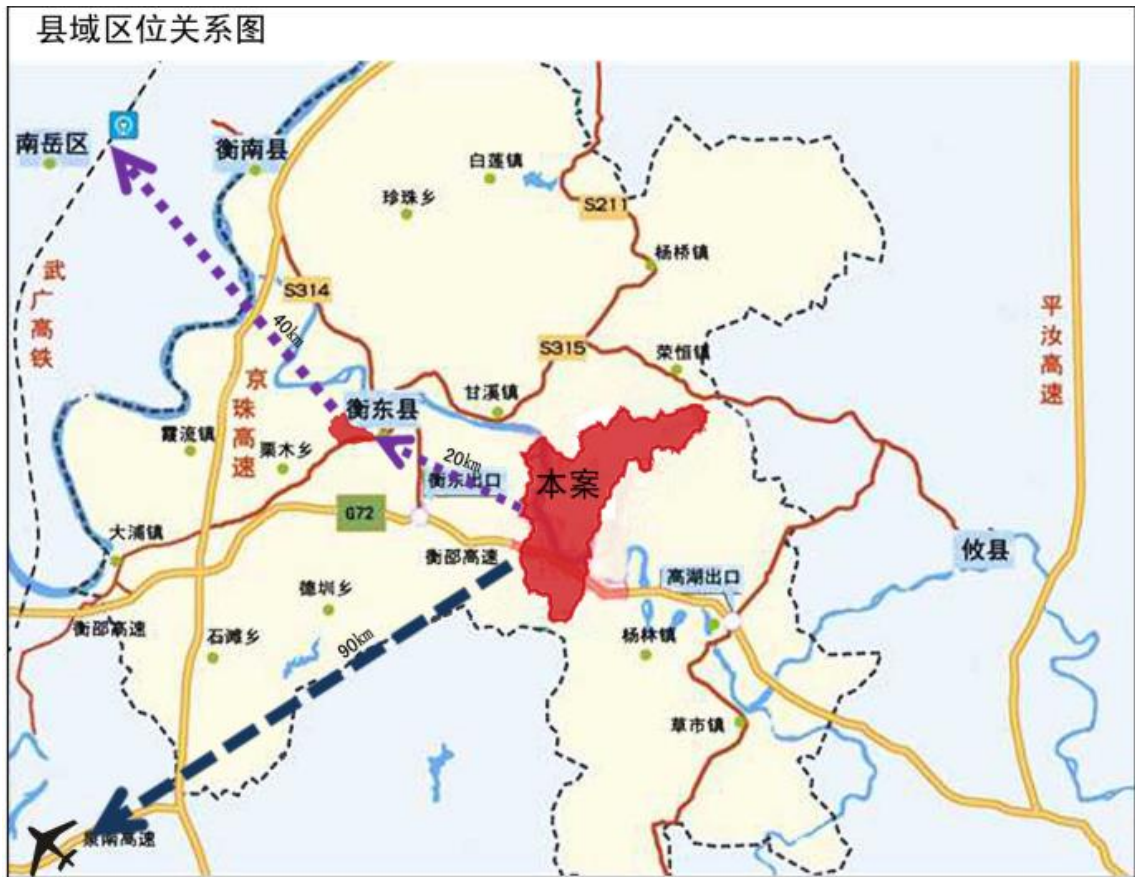 县域区位关系图
南岳区
衡南县
白莲镇
珍珠乡
S211
杨桥镇
武广高铁
S314
平汝高速
40km
S315
荣恒镇
京珠高速
甘溪镇
衡东县
霞流镇
栗木乡
20km
衡东出口
本案
G72
大浦镇
衡邵高速
攸县
高湖出口
德圳乡
衡邵高速
石滩乡
杨林镇
90km
草市镇
泉南高速